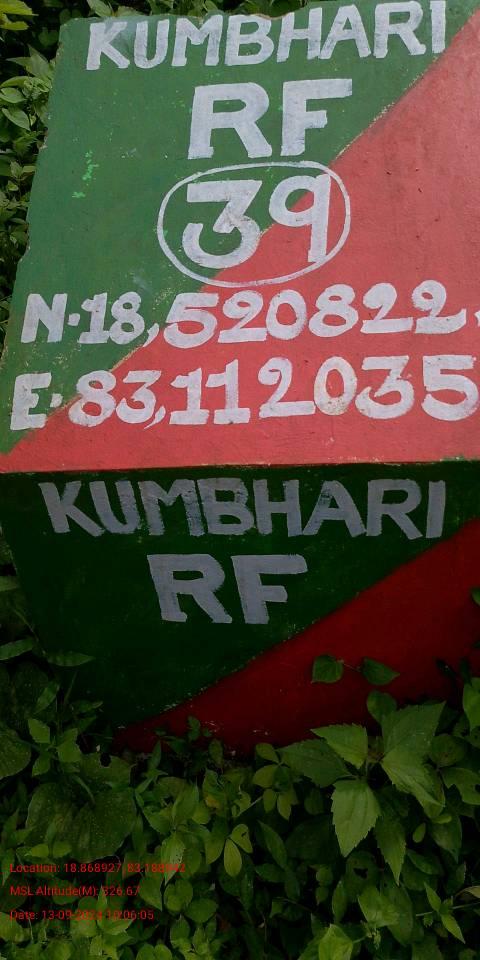 KUMBHARI
RF
39
N·18,520822,
E·83,112035
KUMBHARI
RF
Location: 18.868927, 83.188992
MSL Altitude(M): 326.67
Date: 13-09-2024 10:06:05